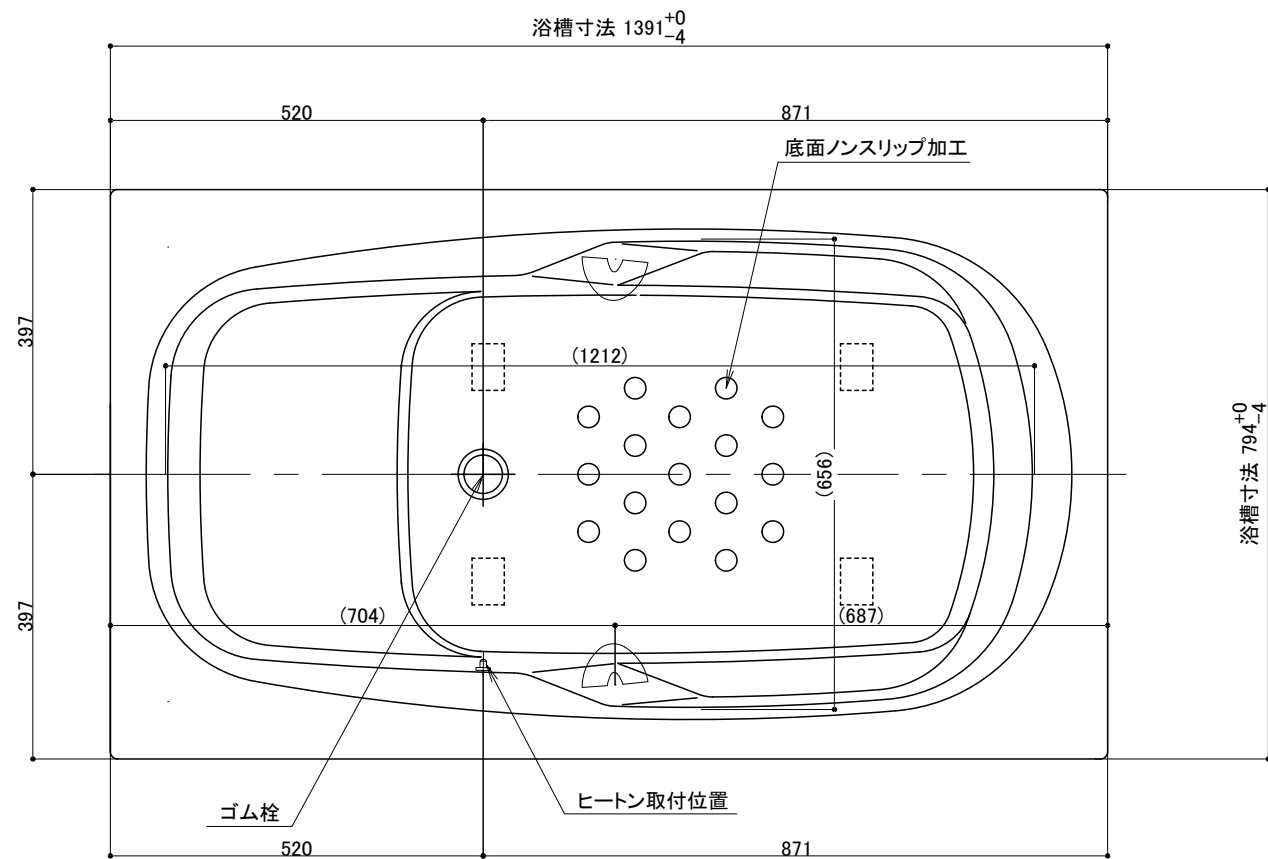 浴槽寸法 1391 +0 -4
520
871
底面ノンスリップ加工
397
(1212)
(656)
浴槽寸法 794 +0 -4
397
(704)
(687)
ゴム栓
ヒートン取付位置
520
871